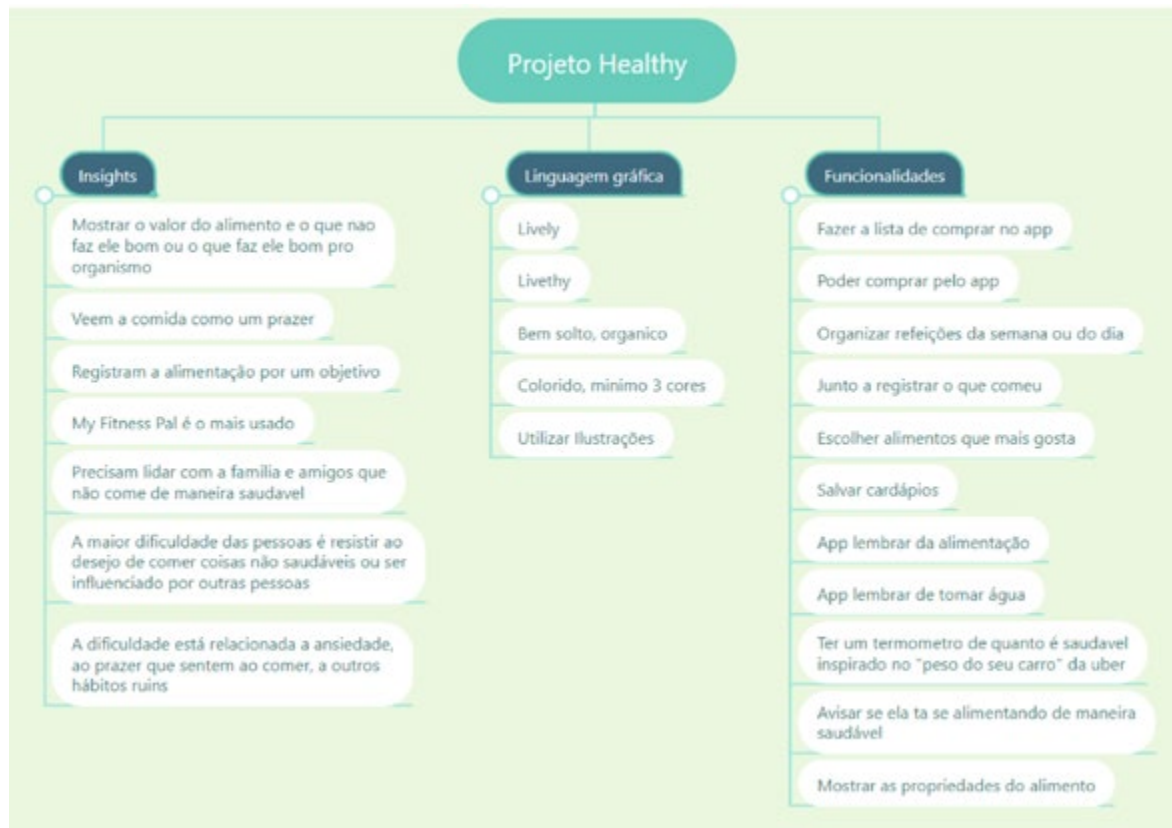 Projeto Healthy
Insights
Mostrar o valor do alimento e o que nao
faz ele bom ou o que faz ele bom pro
organismo
Veem a comida como um prazer
Registram a alimentação por um objetivo
My Fitness Pal é o mais usado
Precisam lidar com a familia e amigos que
não come de maneira saudavel
A maior dificuldade das pessoas é resistir ao
desejo de comer coisas não saudáveis ou ser
influenciado por outras pessoas
A dificuldade está relacionada a ansiedade,
ao prazer que sentem ao comer, a outros
hábitos ruins
Linguagem gráfica
Lively
Livethy
Bem solto, organico
Colorido, minimo 3 cores
Utilizar Ilustrações
Funcionalidades
Fazer a lista de comprar no app
Poder comprar pelo app
Organizar refeições da semana ou do dia
Junto a registrar o que comeu
Escolher alimentos que mais gosta
Salvar cardápios
App lembrar da alimentação
App lembrar de tomar água
Ter um termometro de quanto é saudavel
inspirado no "peso do seu carro" da uber
Avisar se ela ta se alimentando de maneira
saudável
Mostrar as propriedades do alimento